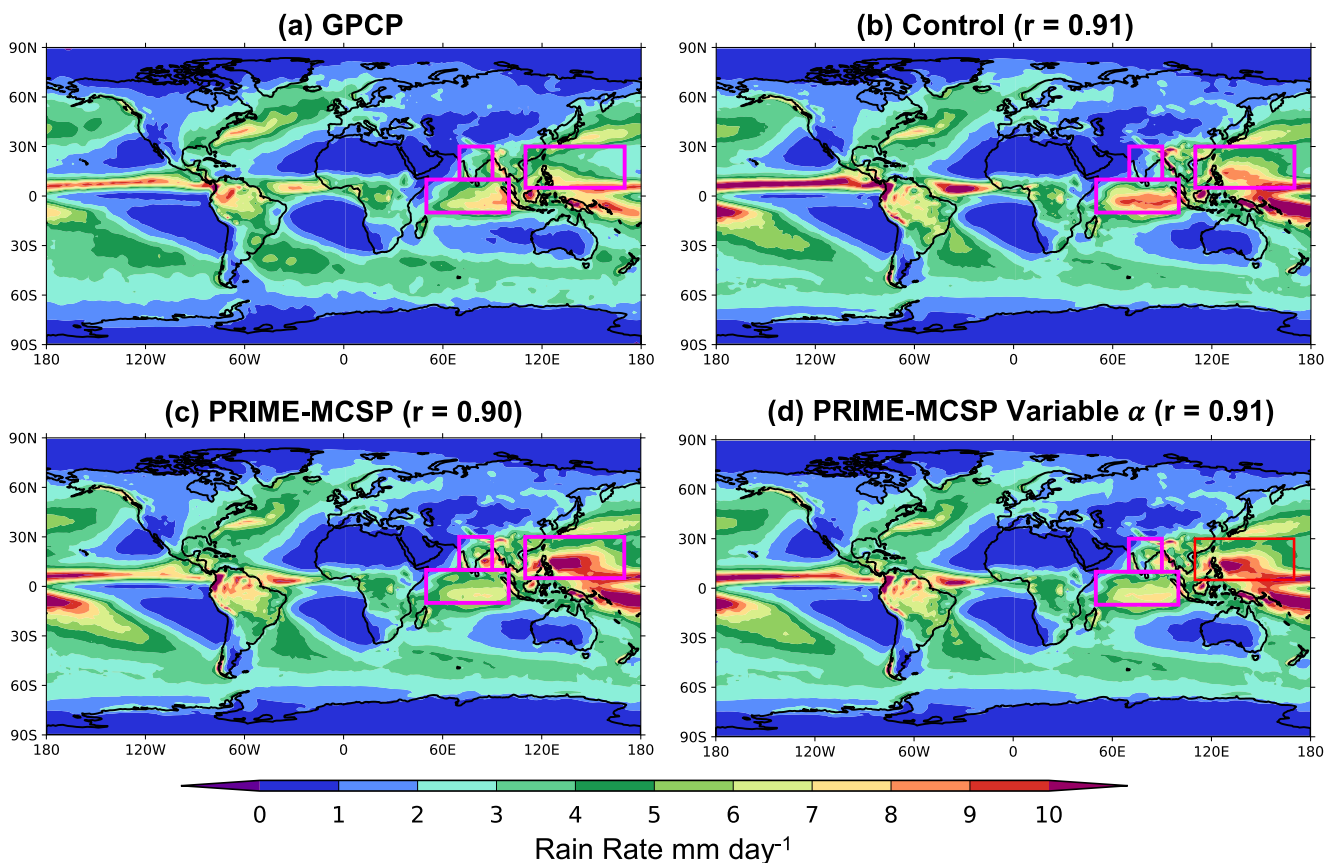 (a) GPCP
(b) Control (r = 0.91)
90N
60N
30N
0
30S
60S
90S
180 120W 60W 0 60E 120E 180
90N
60N
30N
0
30S
60S
90S
180 120W 60W 0 60E 120E 180
(c) PRIME-MCSP (r = 0.90)
(d) PRIME-MCSP Variable α (r = 0.91)
90N
60N
30N
0
30S
60S
90S
180 120W 60W 0 60E 120E 180
90N
60N
30N
0
30S
60S
90S
180 120W 60W 0 60E 120E 180
0 1 2 3 4 5 6 7 8 9 10
Rain Rate mm day⁻¹